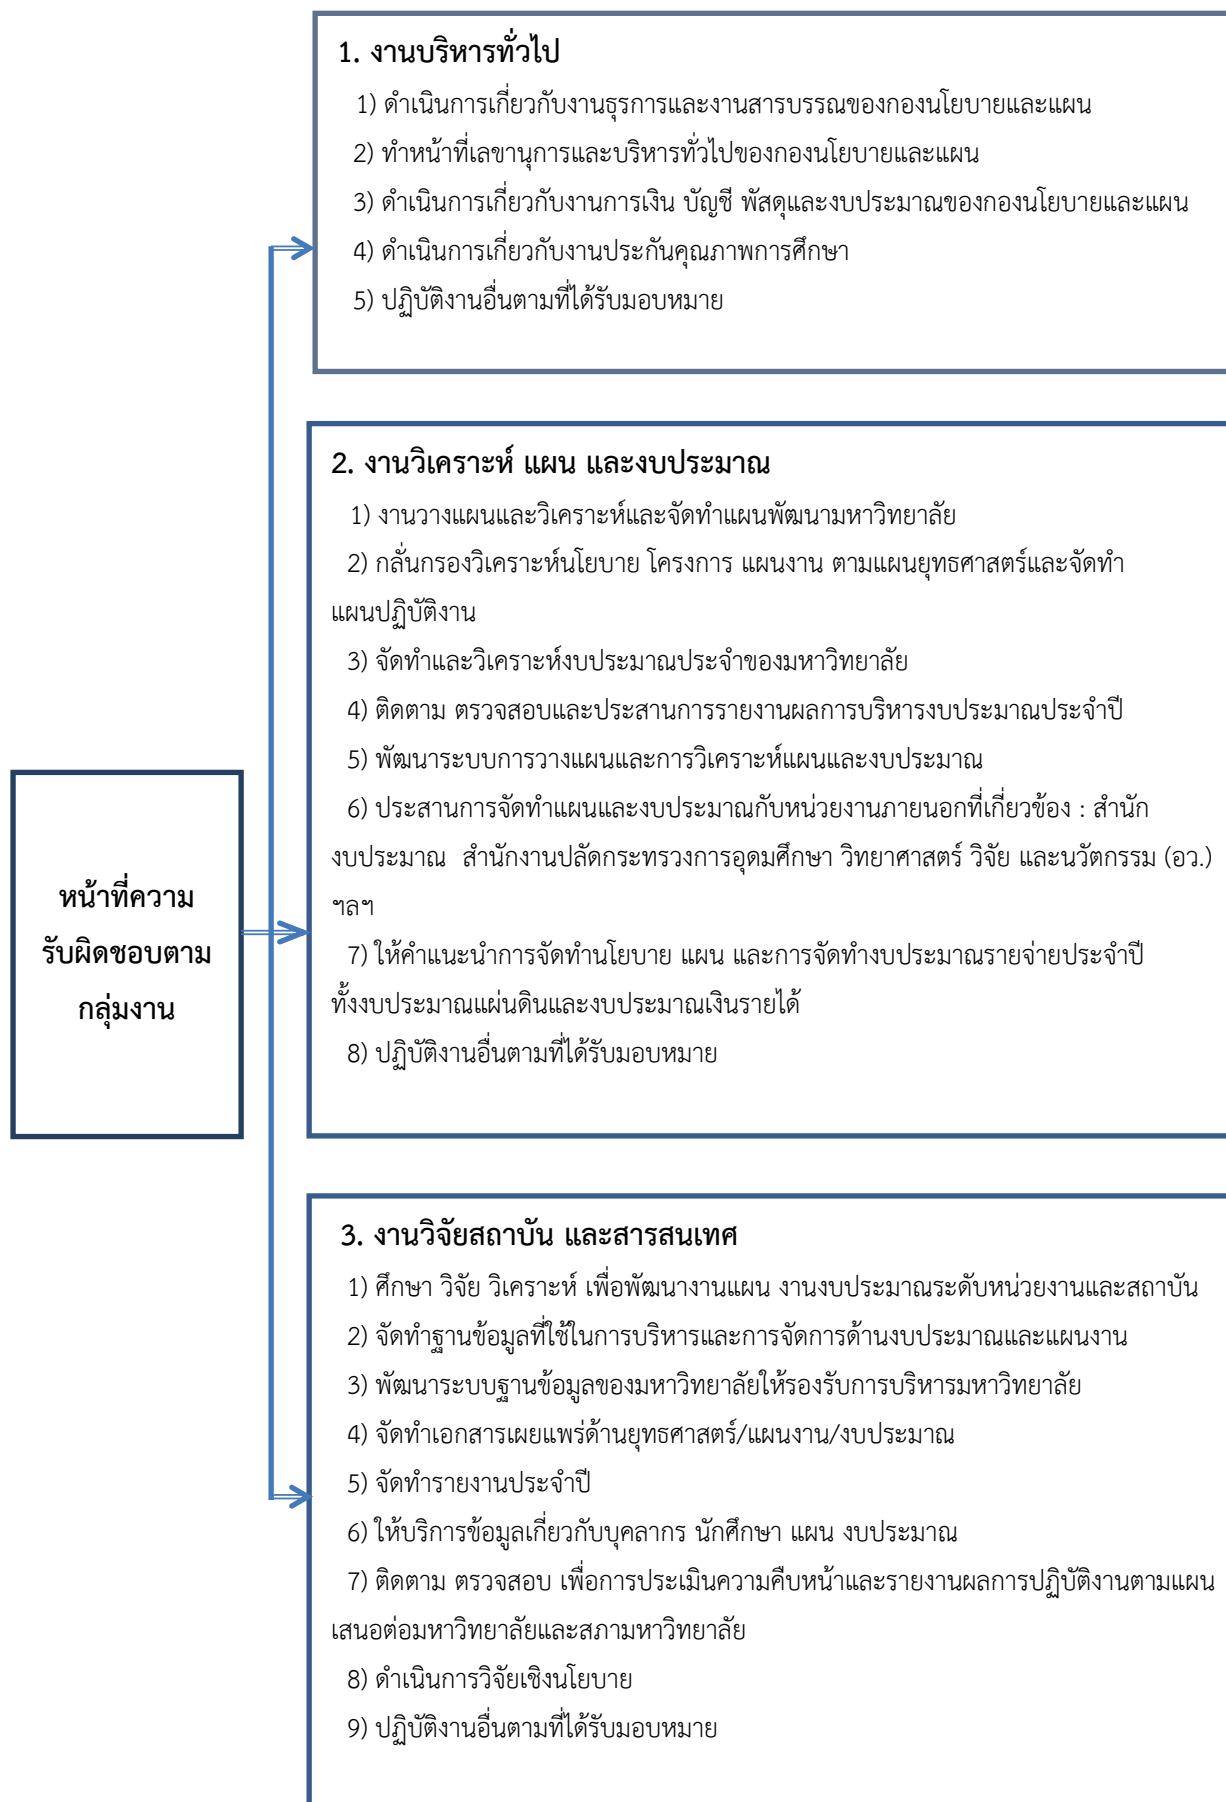 1. งานบริหารทั่วไป
1) ดำเนินการเกี่ยวกับงานธุรการและงานสารบรรณของกองนโยบายและแผน
2) ทำหน้าที่เลขานุการและบริหารทั่วไปของกองนโยบายและแผน
3) ดำเนินการเกี่ยวกับงานการเงิน บัญชี พัสดุและงบประมาณของกองนโยบายและแผน
4) ดำเนินการเกี่ยวกับงานประกันคุณภาพการศึกษา
5) ปฏิบัติงานอื่นตามที่ได้รับมอบหมาย
2. งานวิเคราะห์ แผน และงบประมาณ
1) งานวางแผนและวิเคราะห์และจัดทำแผนพัฒนามหาวิทยาลัย
2) กลั่นกรองวิเคราะห์นโยบาย โครงการ แผนงาน ตามแผนยุทธศาสตร์และจัดทำ
แผนปฏิบัติงาน
3) จัดทำและวิเคราะห์งบประมาณประจำของมหาวิทยาลัย
4) ติดตาม ตรวจสอบและประสานการรายงานผลการบริหารงบประมาณประจำปี
5) พัฒนาระบบการวางแผนและการวิเคราะห์แผนและงบประมาณ
6) ประสานการจัดทำแผนและงบประมาณกับหน่วยงานภายนอกที่เกี่ยวข้อง : สำนัก
งบประมาณ สำนักงานปลัดกระทรวงการอุดมศึกษา วิทยาศาสตร์ วิจัย และนวัตกรรม (อว.)
ฯลฯ
7) ให้คำแนะนำการจัดทำนโยบาย แผน และการจัดทำงบประมาณรายจ่ายประจำปี
ทั้งงบประมาณแผ่นดินและงบประมาณเงินรายได้
8) ปฏิบัติงานอื่นตามที่ได้รับมอบหมาย
หน้าที่ความ
รับผิดชอบตาม
กลุ่มงาน
3. งานวิจัยสถาบัน และสารสนเทศ
1) ศึกษา วิจัย วิเคราะห์ เพื่อพัฒนางานแผน งานงบประมาณระดับหน่วยงานและสถาบัน
2) จัดทำฐานข้อมูลที่ใช้ในการบริหารและการจัดการด้านงบประมาณและแผนงาน
3) พัฒนาระบบฐานข้อมูลของมหาวิทยาลัยให้รองรับการบริหารมหาวิทยาลัย
4) จัดทำเอกสารเผยแพร่ด้านยุทธศาสตร์/แผนงาน/งบประมาณ
5) จัดทำรายงานประจำปี
6) ให้บริการข้อมูลเกี่ยวกับบุคลากร นักศึกษา แผน งบประมาณ
7) ติดตาม ตรวจสอบ เพื่อการประเมินความคืบหน้าและรายงานผลการปฏิบัติงานตามแผน
เสนอต่อมหาวิทยาลัยและสภามหาวิทยาลัย
8) ดำเนินการวิจัยเชิงนโยบาย
9) ปฏิบัติงานอื่นตามที่ได้รับมอบหมาย